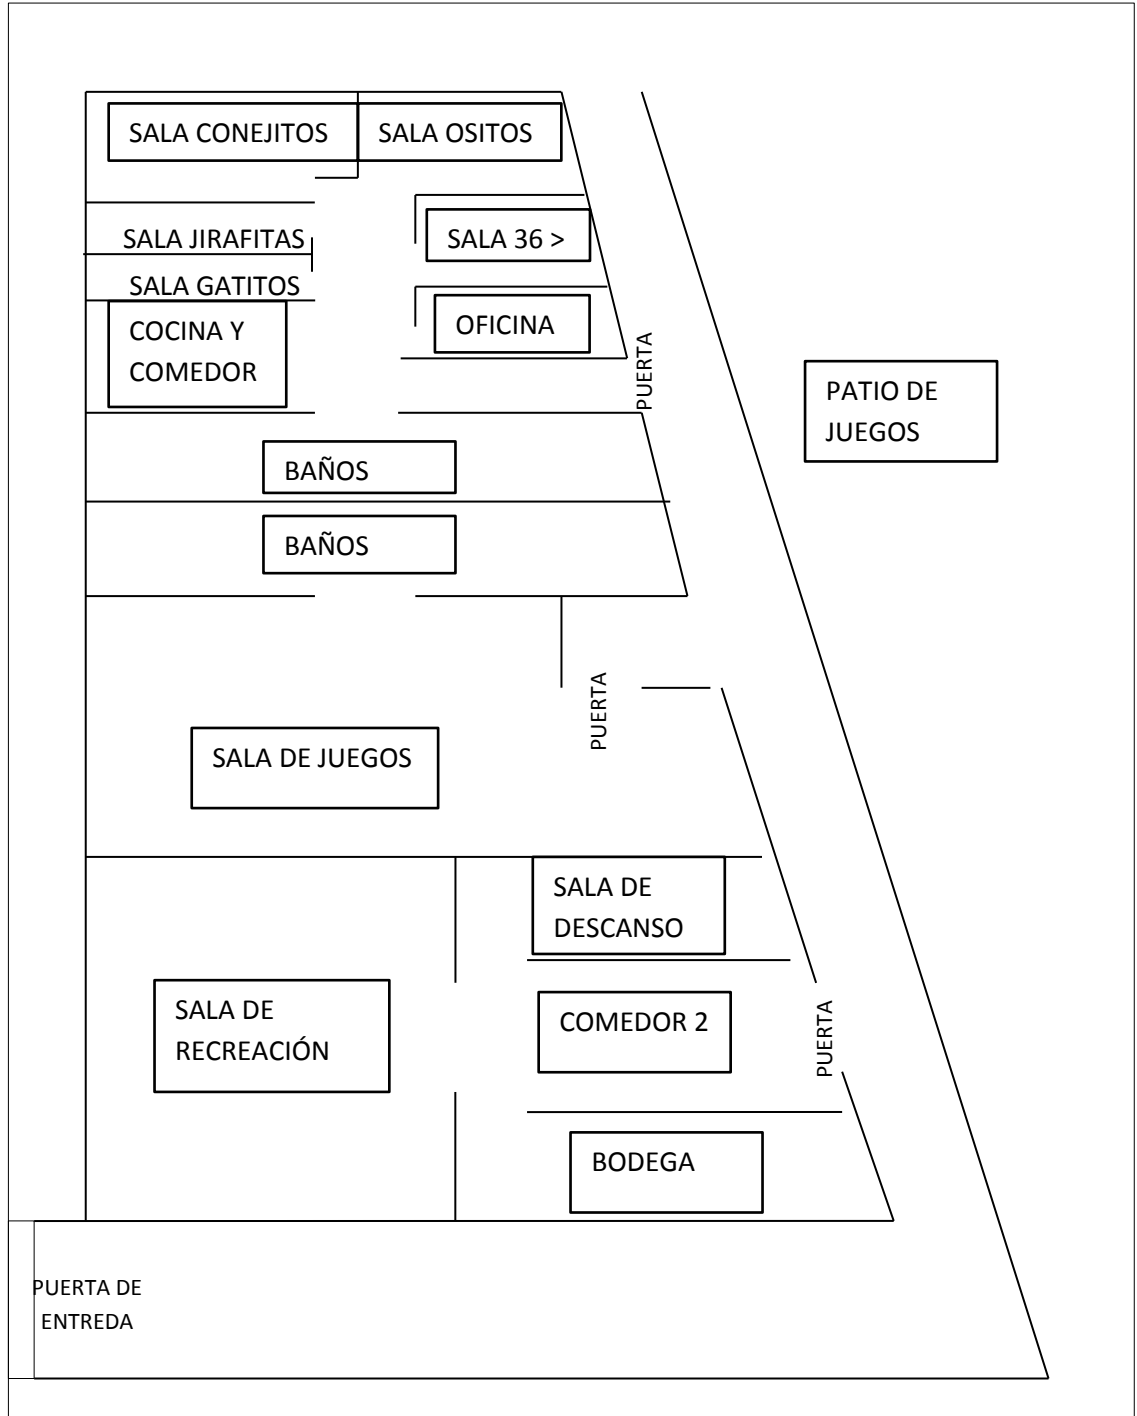 SALA CONEJITOS
SALA OSITOS
SALA JIRAFITAS
SALA 36 >
SALA GATITOS
COCINA Y
COMEDOR
OFICINA
PUERTA
PATIO DE
JUEGOS
BAÑOS
BAÑOS
PUERTA
SALA DE JUEGOS
SALA DE
DESCANSO
SALA DE
RECREACIÓN
COMEDOR 2
PUERTA
BODEGA
PUERTA DE
ENTREDA